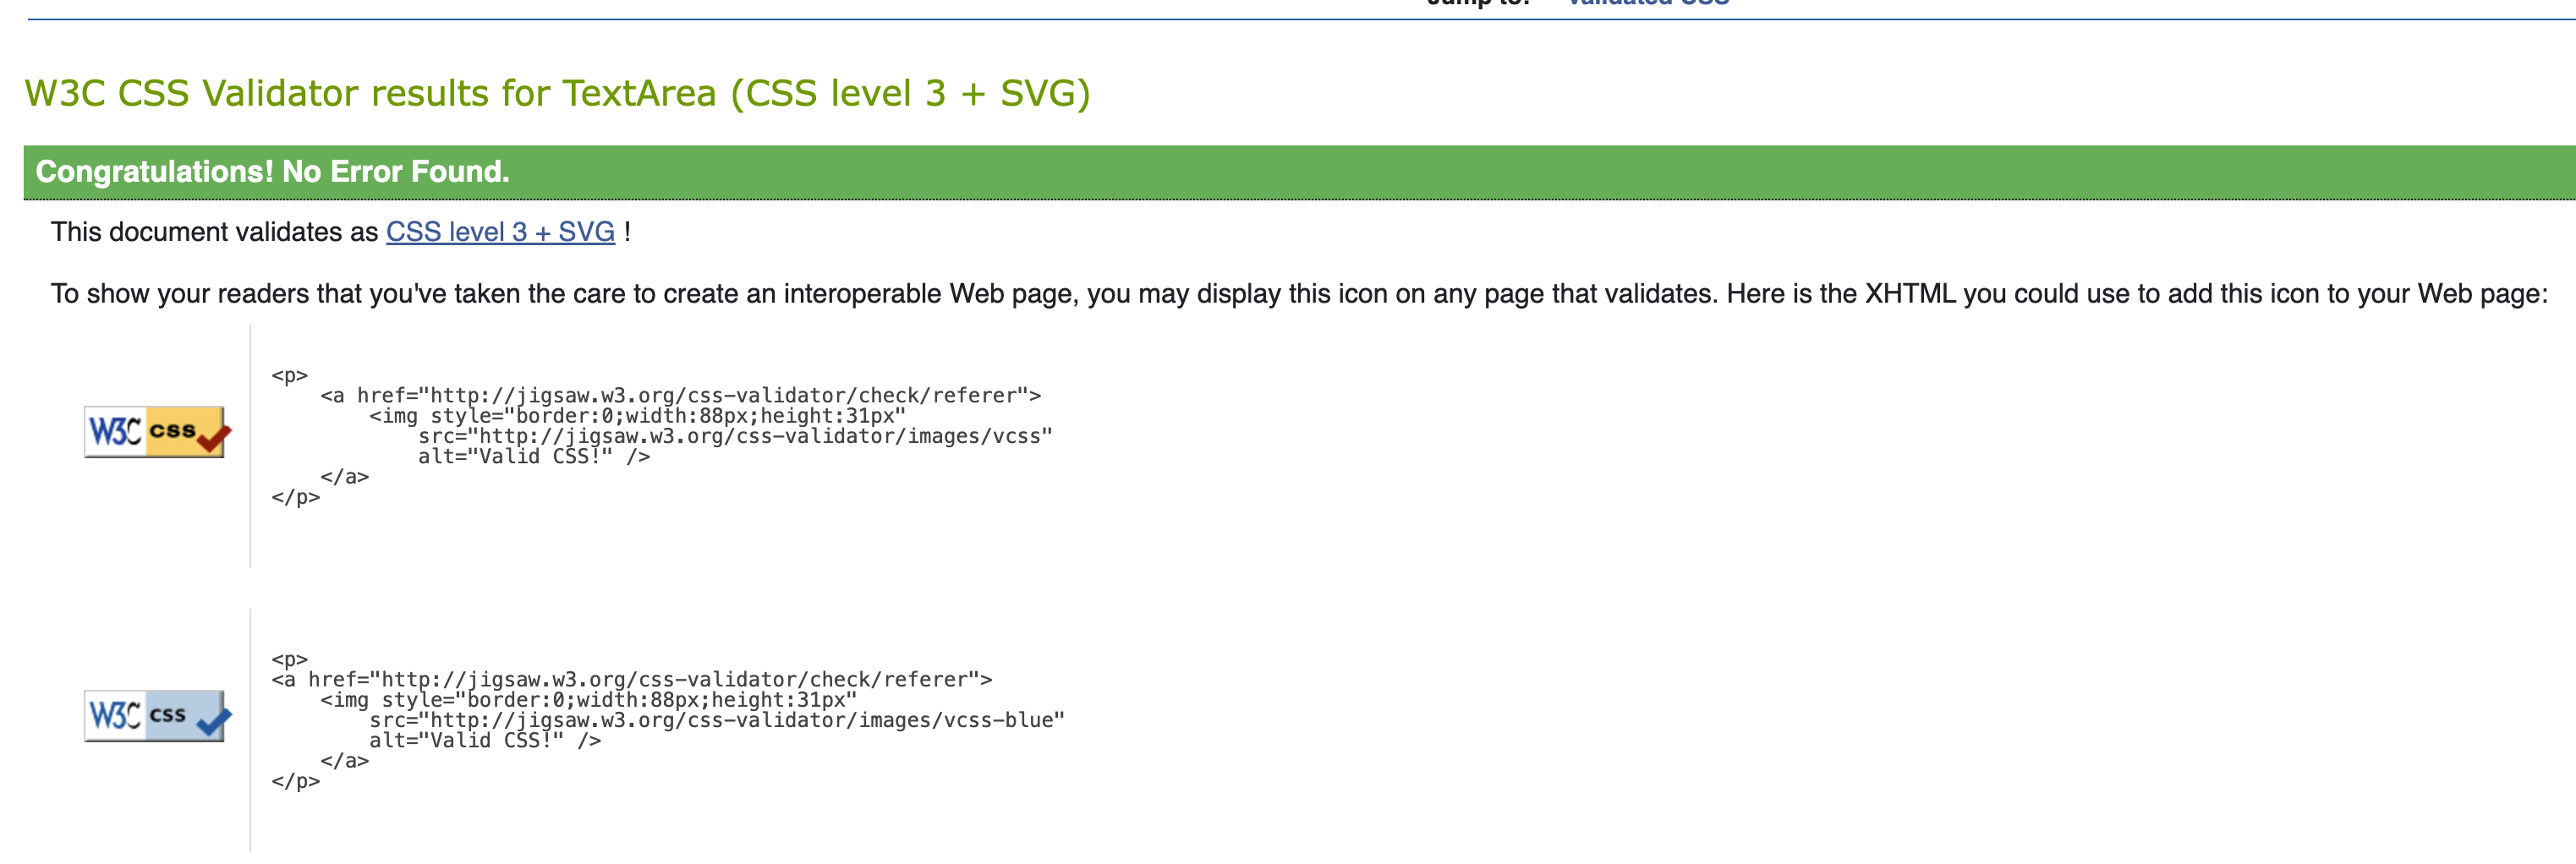 Jump to: Validated CSS
W3C CSS Validator results for TextArea (CSS level 3 + SVG)
Congratulations! No Error Found.
This document validates as CSS level 3 + SVG !
To show your readers that you've taken the care to create an interoperable Web page, you may display this icon on any page that validates. Here is the XHTML you could use to add this icon to your Web page:
<p>
<a href="http://jigsaw.w3.org/css-validator/check/referer">
<img style="border:0;width:88px;height:31px"
W3C css
src="http://jigsaw.w3.org/css-validator/images/vcss"
alt="Valid CSS!" />
</a>
</p>
<p>
<a href="http://jigsaw.w3.org/css-validator/check/referer">
<img style="border:0;width:88px;height:31px"
W3C css
src="http://jigsaw.w3.org/css-validator/images/vcss-blue"
alt="Valid CSS!" />
</a>
</p>